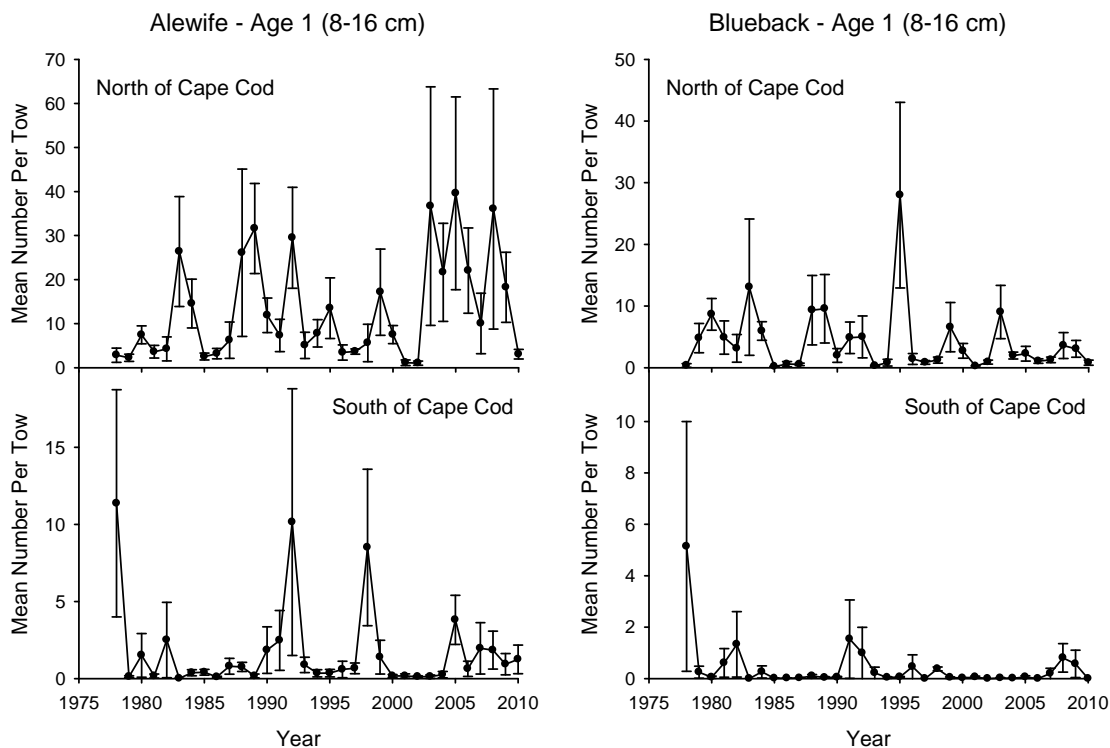 Alewife - Age 1 (8-16 cm)
Blueback - Age 1 (8-16 cm)
North of Cape Cod
Mean Number Per Tow
70
60
50
40
30
20
10
0
North of Cape Cod
Mean Number Per Tow
50
40
30
20
10
0
South of Cape Cod
Mean Number Per Tow
15
10
5
0
1975 1980 1985 1990 1995 2000 2005 2010
Year
South of Cape Cod
Mean Number Per Tow
10
8
6
4
2
0
1975 1980 1985 1990 1995 2000 2005 2010
Year